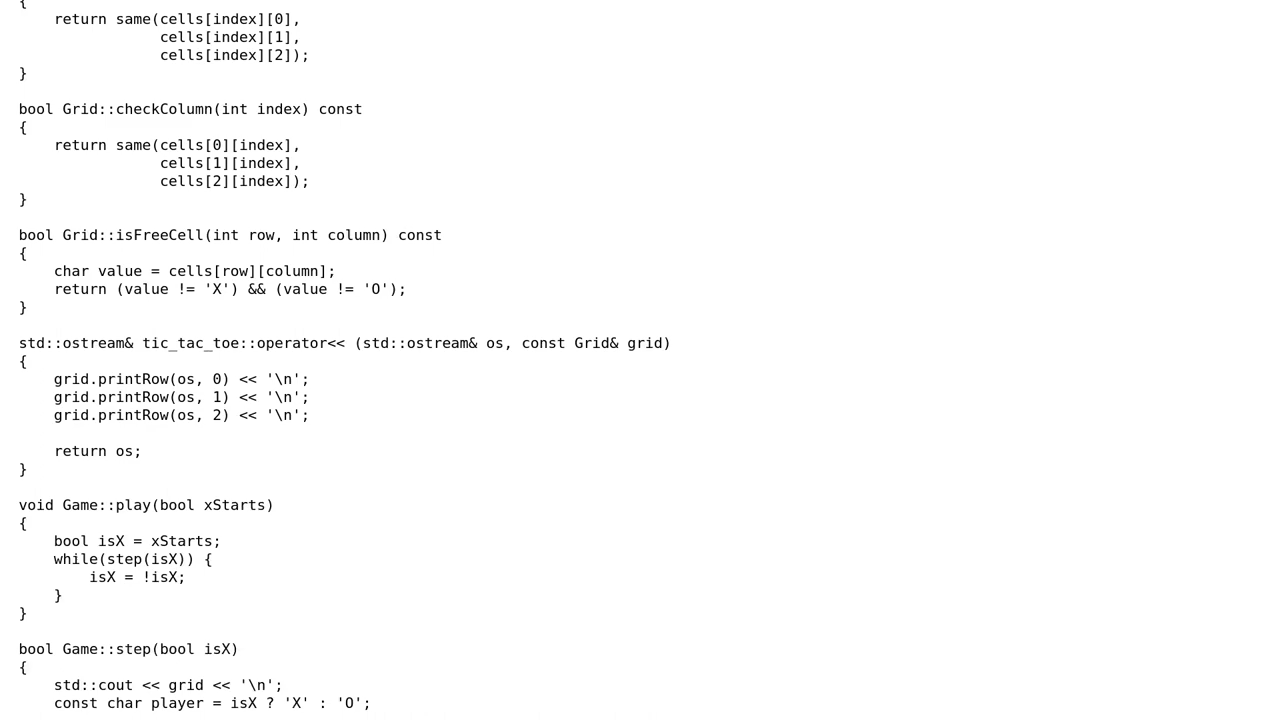 {
    return same(cells[index][0],
                cells[index][1],
                cells[index][2]);
}

bool Grid::checkColumn(int index) const
{
    return same(cells[0][index],
                cells[1][index],
                cells[2][index]);
}

bool Grid::isFreeCell(int row, int column) const
{
    char value = cells[row][column];
    return (value != 'X') && (value != 'O');
}

std::ostream& tic_tac_toe::operator<< (std::ostream& os, const Grid& grid)
{
    grid.printRow(os, 0) << '\n';
    grid.printRow(os, 1) << '\n';
    grid.printRow(os, 2) << '\n';

    return os;
}

void Game::play(bool xStarts)
{
    bool isX = xStarts;
    while(step(isX)) {
        isX = !isX;
    }
}

bool Game::step(bool isX)
{
    std::cout << grid << '\n';
    const char player = isX ? 'X' : 'O';